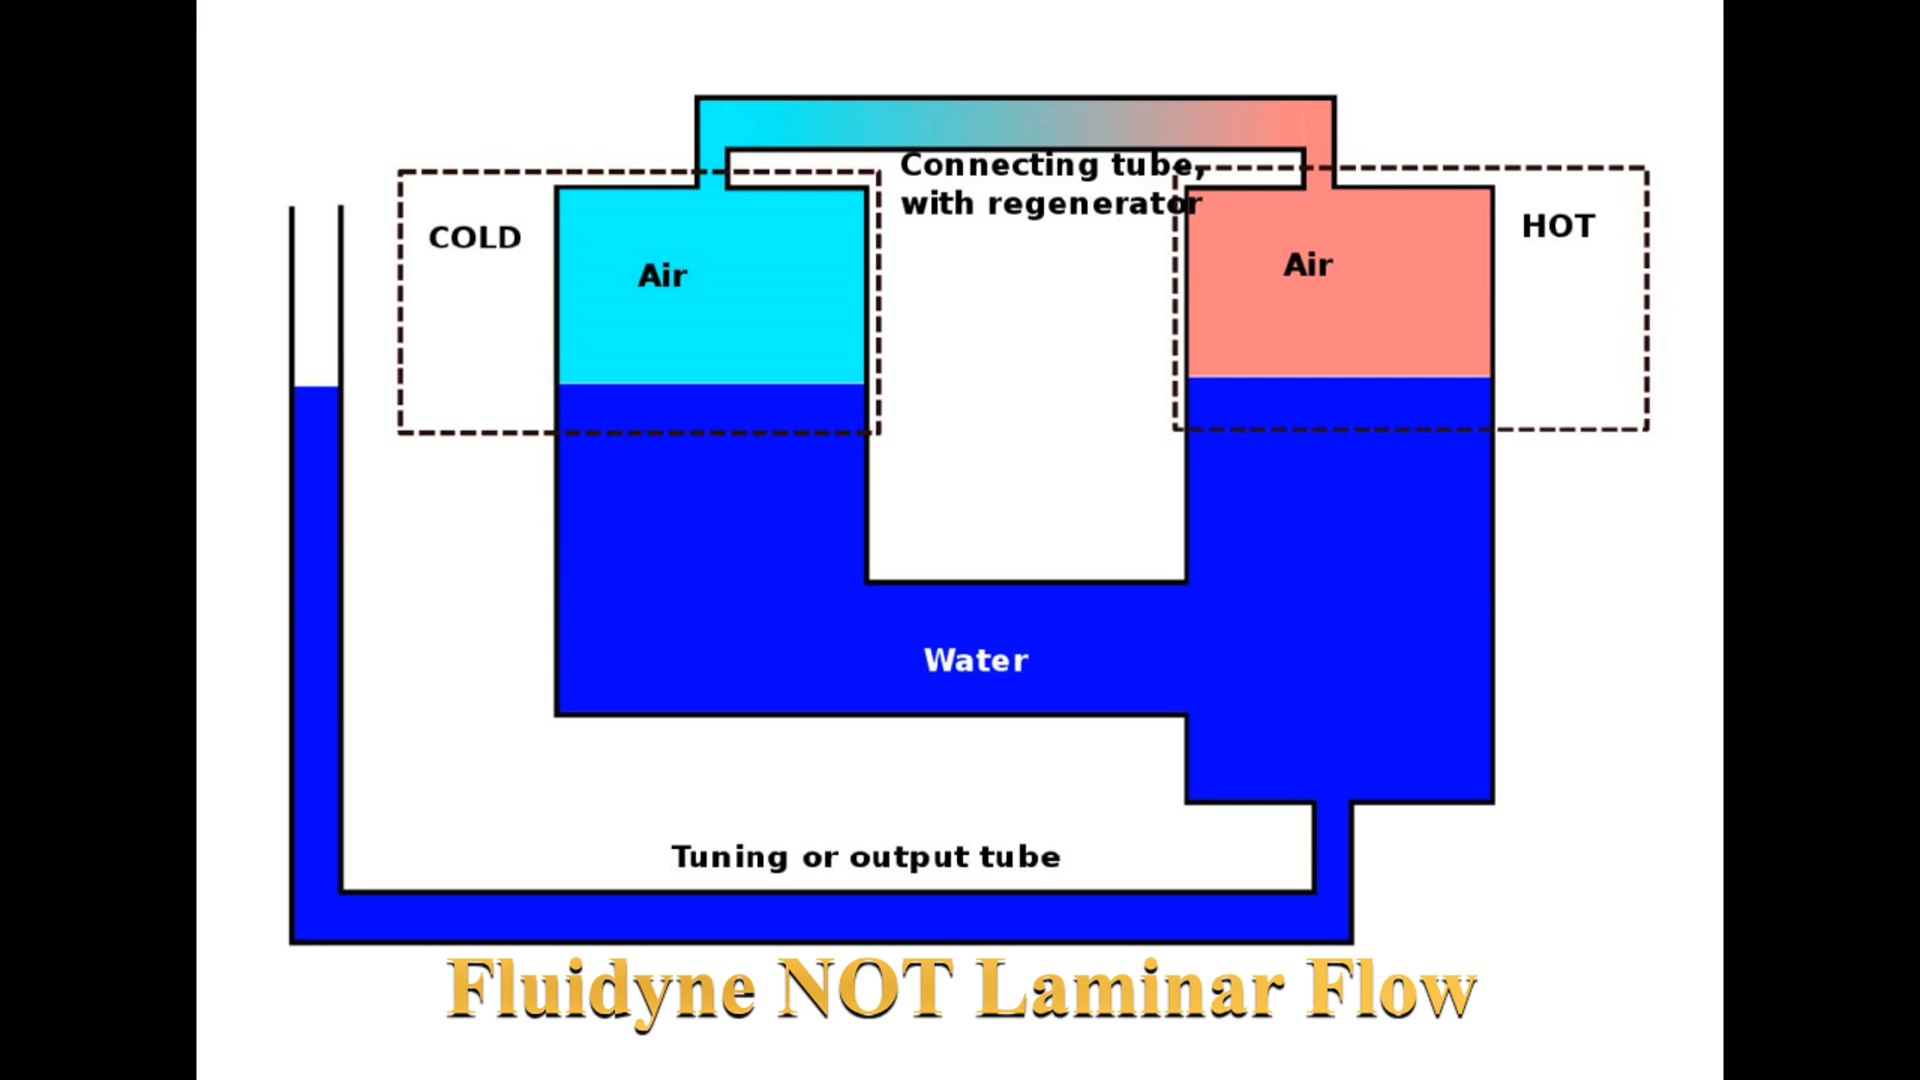 Connecting tube,
with regenerator
COLD
HOT
Air
Air
Water
Tuning or output tube
Fluidyne NOT Laminar Flow